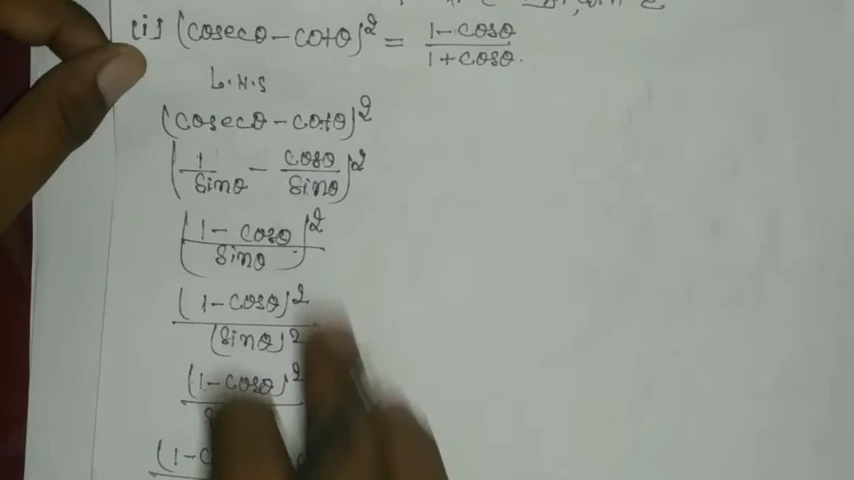 (i) (cosecθ - cotθ)² = (1-cosθ)/(1+cosθ).
L.H.S
(cosecθ - cotθ)²
(1/sinθ - cosθ/sinθ)²
((1 - cosθ)/sinθ)²
(1-cosθ)²/(sinθ)²
(1-cosθ)²
(1-c